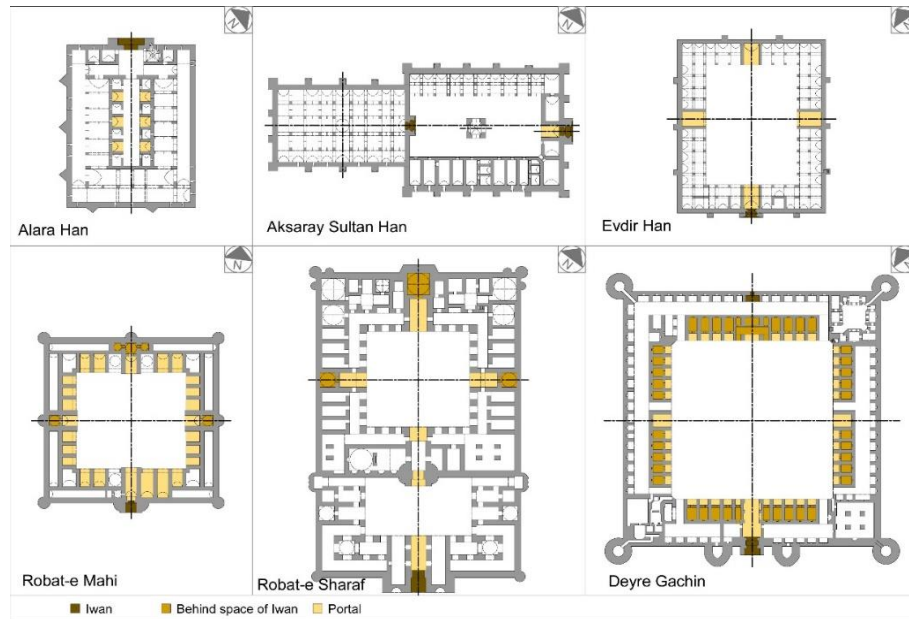 N
N
N
Alara Han
Aksaray Sultan Han
Evdir Han
N
N
N
Robat-e Mahi
Robat-e Sharaf
Deyre Gachin
Iwan
Behind space of Iwan
Portal